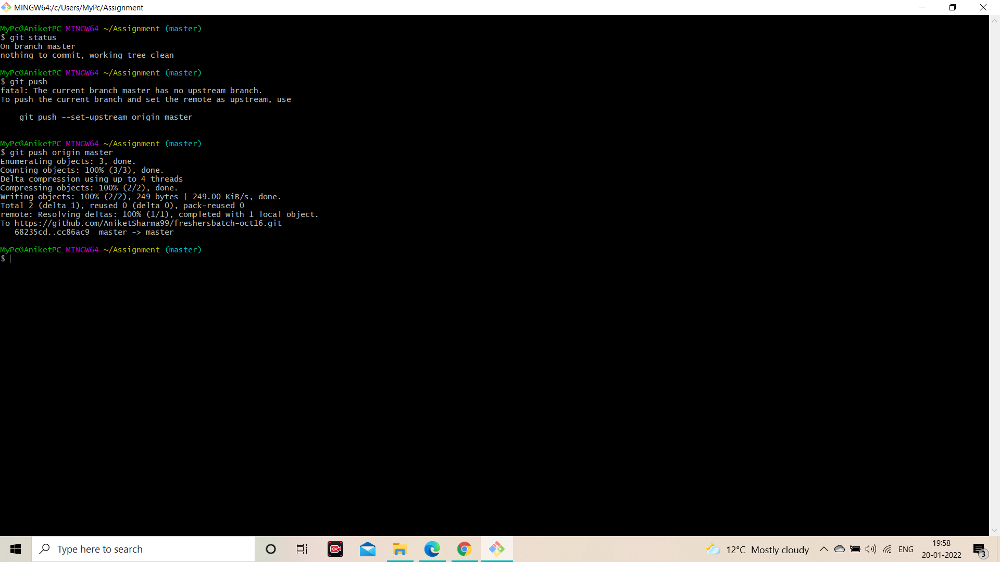 MINGW64:/c/Users/MyPc/Assignment
MyPc@AniketPC MINGW64 ~/Assignment (master)
$ git status
On branch master
nothing to commit, working tree clean
MyPc@AniketPC MINGW64 ~/Assignment (master)
$ git push
fatal: The current branch master has no upstream branch.
To push the current branch and set the remote as upstream, use
git push --set-upstream origin master
MyPc@AniketPC MINGW64 ~/Assignment (master)
$ git push origin master
Enumerating objects: 3, done.
Counting objects: 100% (3/3), done.
Delta compression using up to 4 threads
Compressing objects: 100% (2/2), done.
Writing objects: 100% (2/2), 249 bytes | 249.00 KiB/s, done.
Total 2 (delta 1), reused 0 (delta 0), pack-reused 0
remote: Resolving deltas: 100% (1/1), completed with 1 local object.
To https://github.com/AniketSharma99/freshersbatch-oct16.git
68235cd..cc86ac9  master -> master
MyPc@AniketPC MINGW64 ~/Assignment (master)
$
Type here to search
12°C Mostly cloudy
ENG
19:58
20-01-2022
3